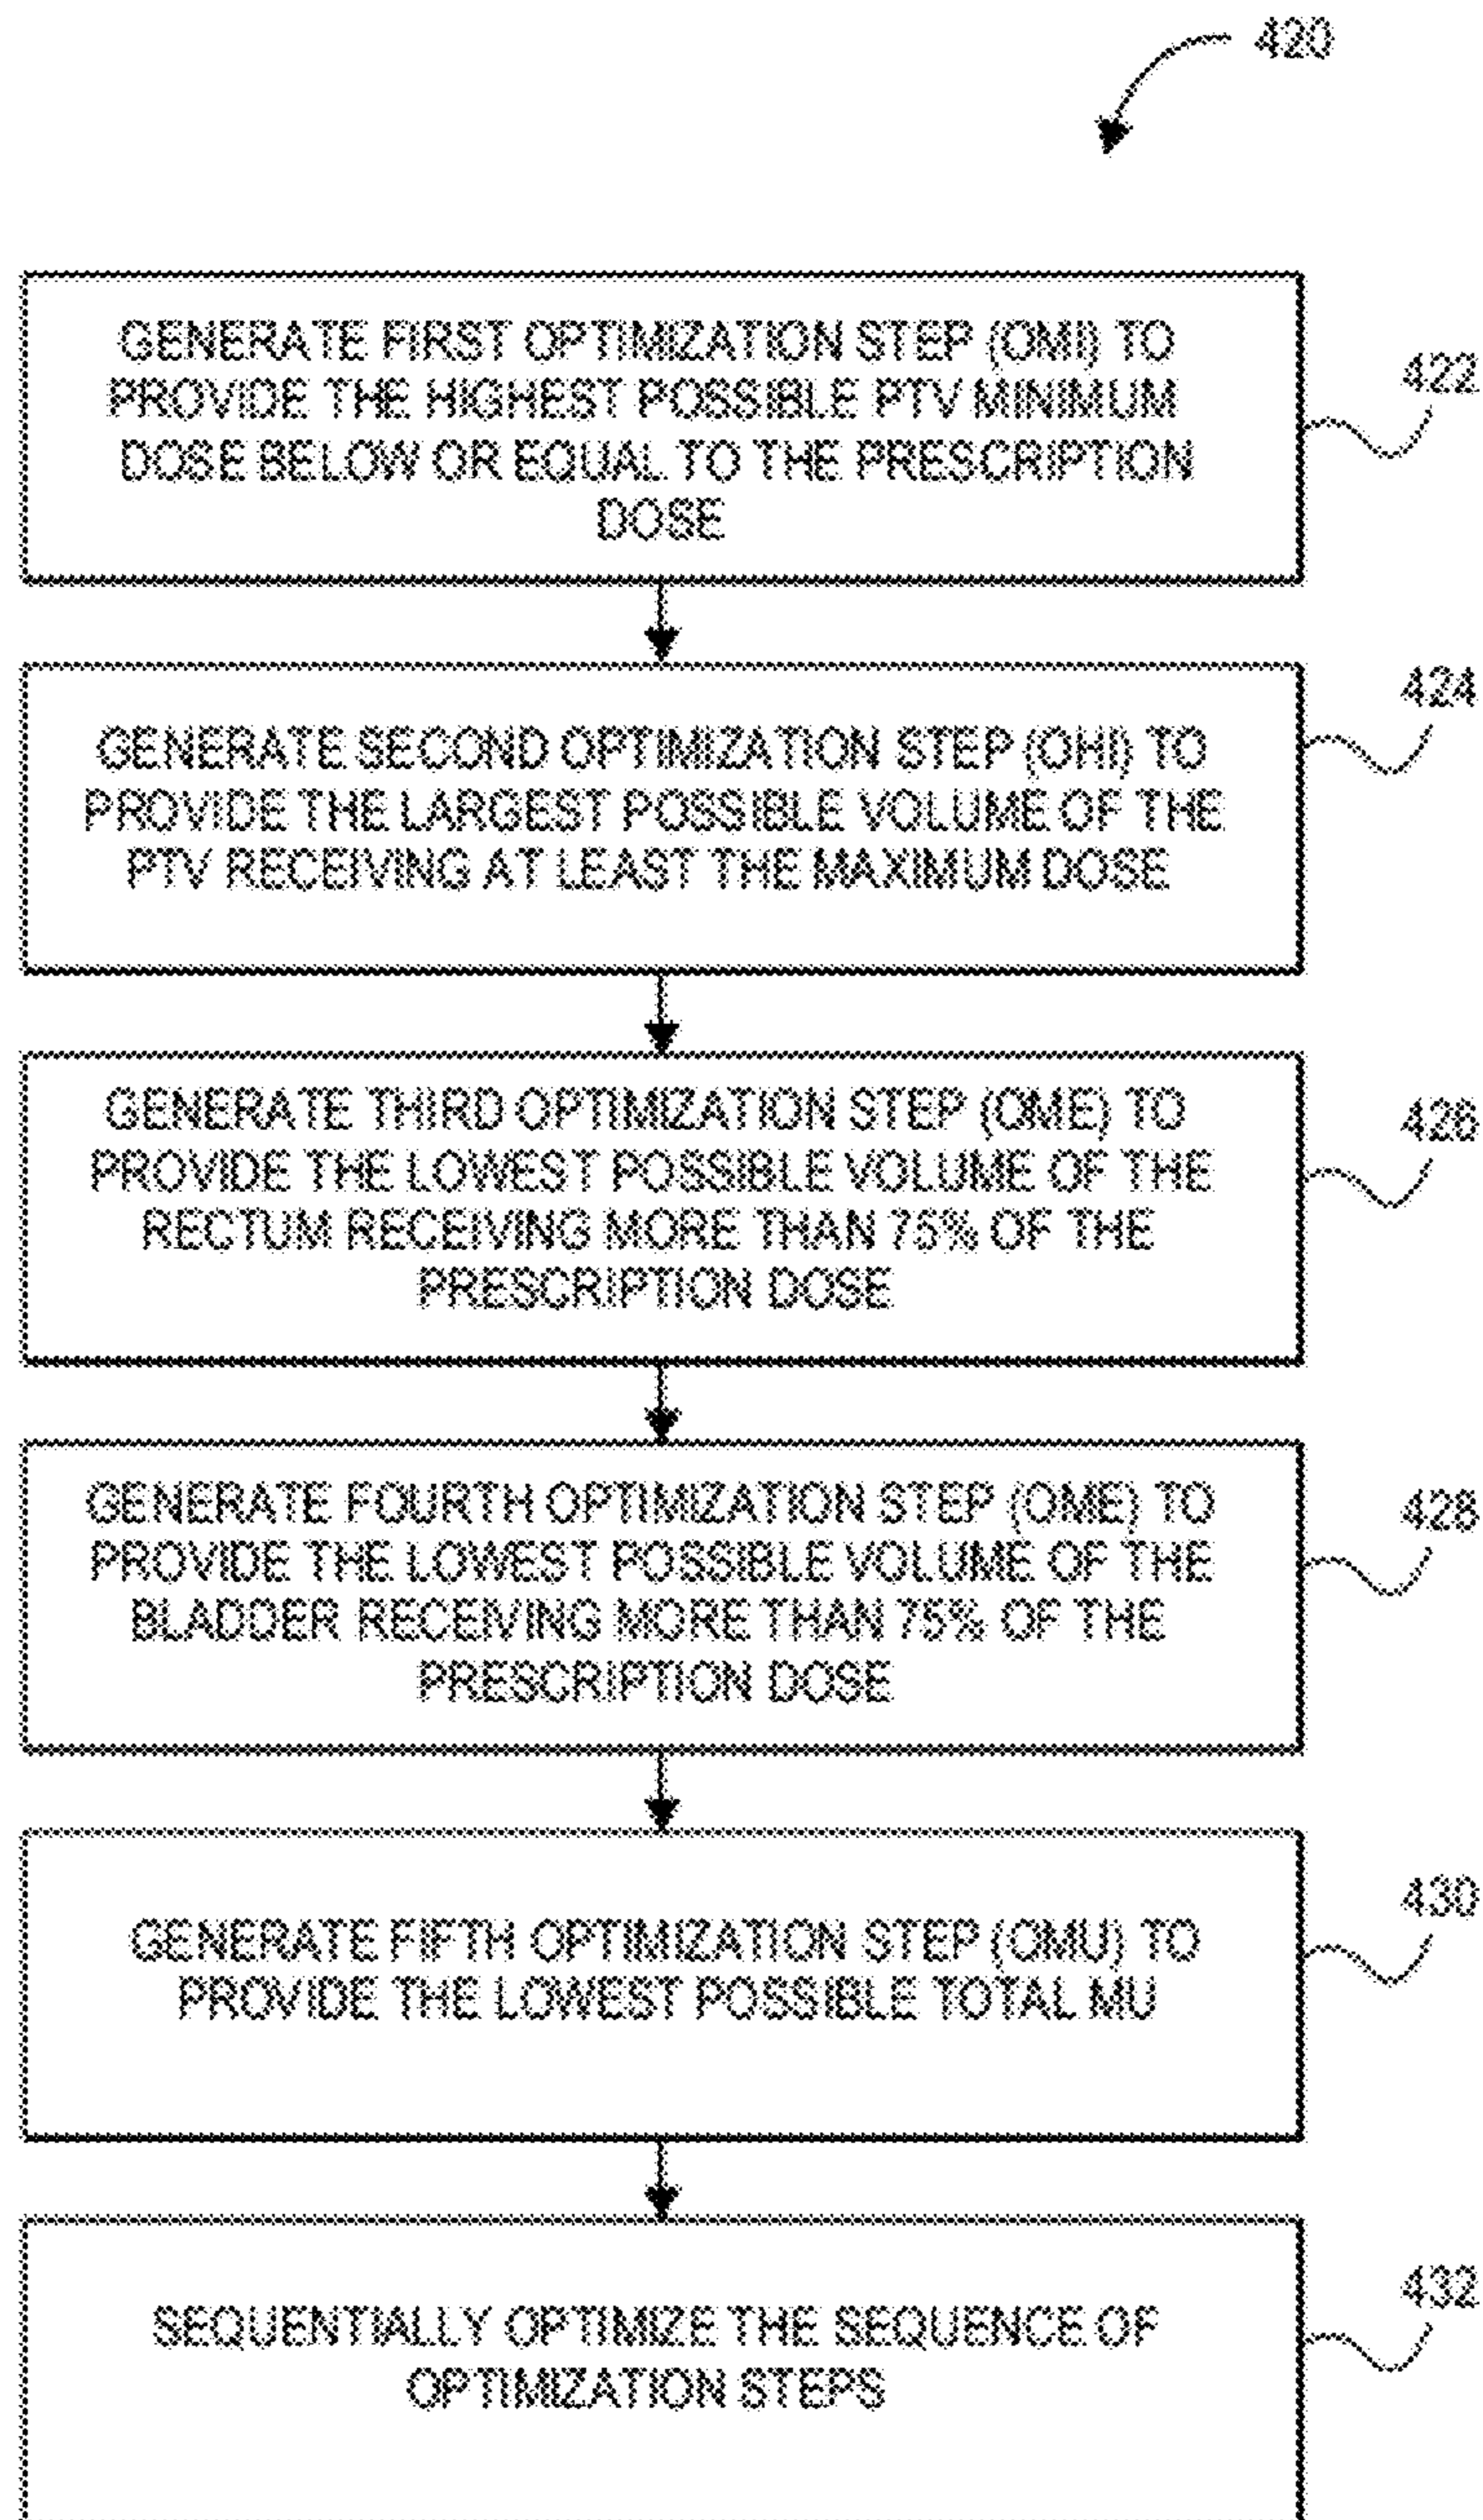 420
GENERATE FIRST OPTIMIZATION STEP (OMI) TO
PROVIDE THE HIGHEST POSSIBLE PTV MINIMUM
DOSE BELOW OR EQUAL TO THE PRESCRIPTION
DOSE
422
GENERATE SECOND OPTIMIZATION STEP (OHI) TO
PROVIDE THE LARGEST POSSIBLE VOLUME OF THE
PTV RECEIVING AT LEAST THE MAXIMUM DOSE
424
GENERATE THIRD OPTIMIZATION STEP (OME) TO
PROVIDE THE LOWEST POSSIBLE VOLUME OF THE
RECTUM RECEIVING MORE THAN 75% OF THE
PRESCRIPTION DOSE
426
GENERATE FOURTH OPTIMIZATION STEP (OME) TO
PROVIDE THE LOWEST POSSIBLE VOLUME OF THE
BLADDER RECEIVING MORE THAN 75% OF THE
PRESCRIPTION DOSE
428
GENERATE FIFTH OPTIMIZATION STEP (OMU) TO
PROVIDE THE LOWEST POSSIBLE TOTAL MU
430
SEQUENTIALLY OPTIMIZE THE SEQUENCE OF
OPTIMIZATION STEPS
432